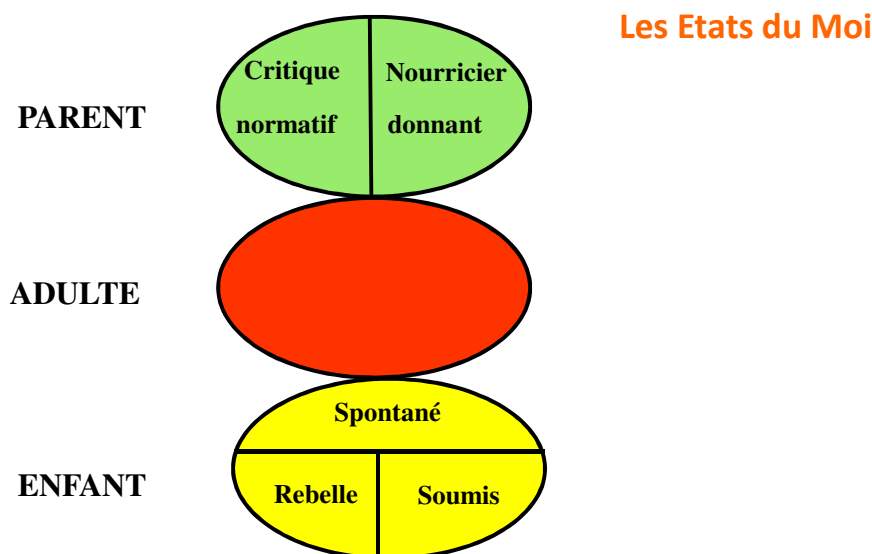 Les Etats du Moi
PARENT
Critique
normatif
Nourricier
donnant
ADULTE
ENFANT
Spontané
Rebelle
Soumis